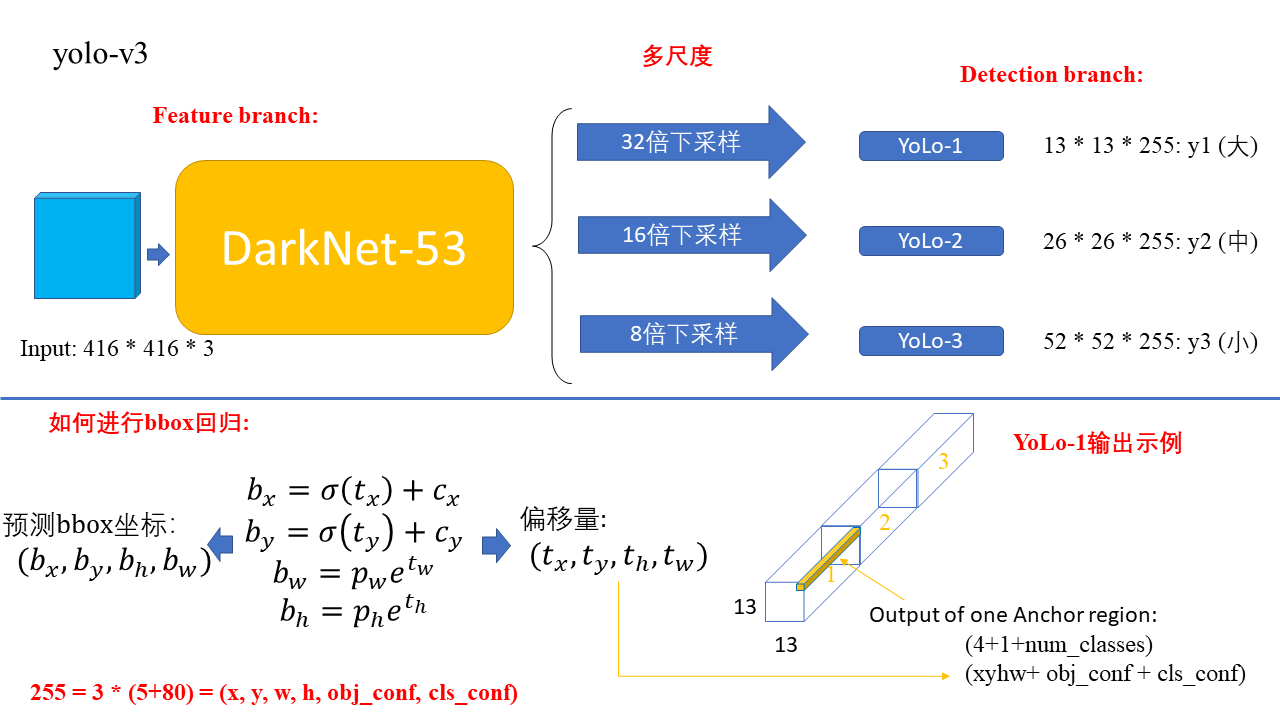 yolo-v3
多尺度
Detection branch:
Feature branch:
DarkNet-53
Input: 416 * 416 * 3
32倍下采样
YoLo-1
13 * 13 * 255: y1 (大)
16倍下采样
YoLo-2
26 * 26 * 255: y2 (中)
8倍下采样
YoLo-3
52 * 52 * 255: y3 (小)
如何进行bbox回归:
预测bbox坐标:
(b_x, b_y, b_h, b_w)
b_x = σ(t_x) + c_x
b_y = σ(t_y) + c_y
b_w = p_w e^{t_w}
b_h = p_h e^{t_h}
偏移量:
(t_x, t_y, t_h, t_w)
YoLo-1输出示例
3
2
1
13
13
Output of one Anchor region:
(4+1+num_classes)
(xyhw+ obj_conf + cls_conf)
255 = 3 * (5+80) = (x, y, w, h, obj_conf, cls_conf)